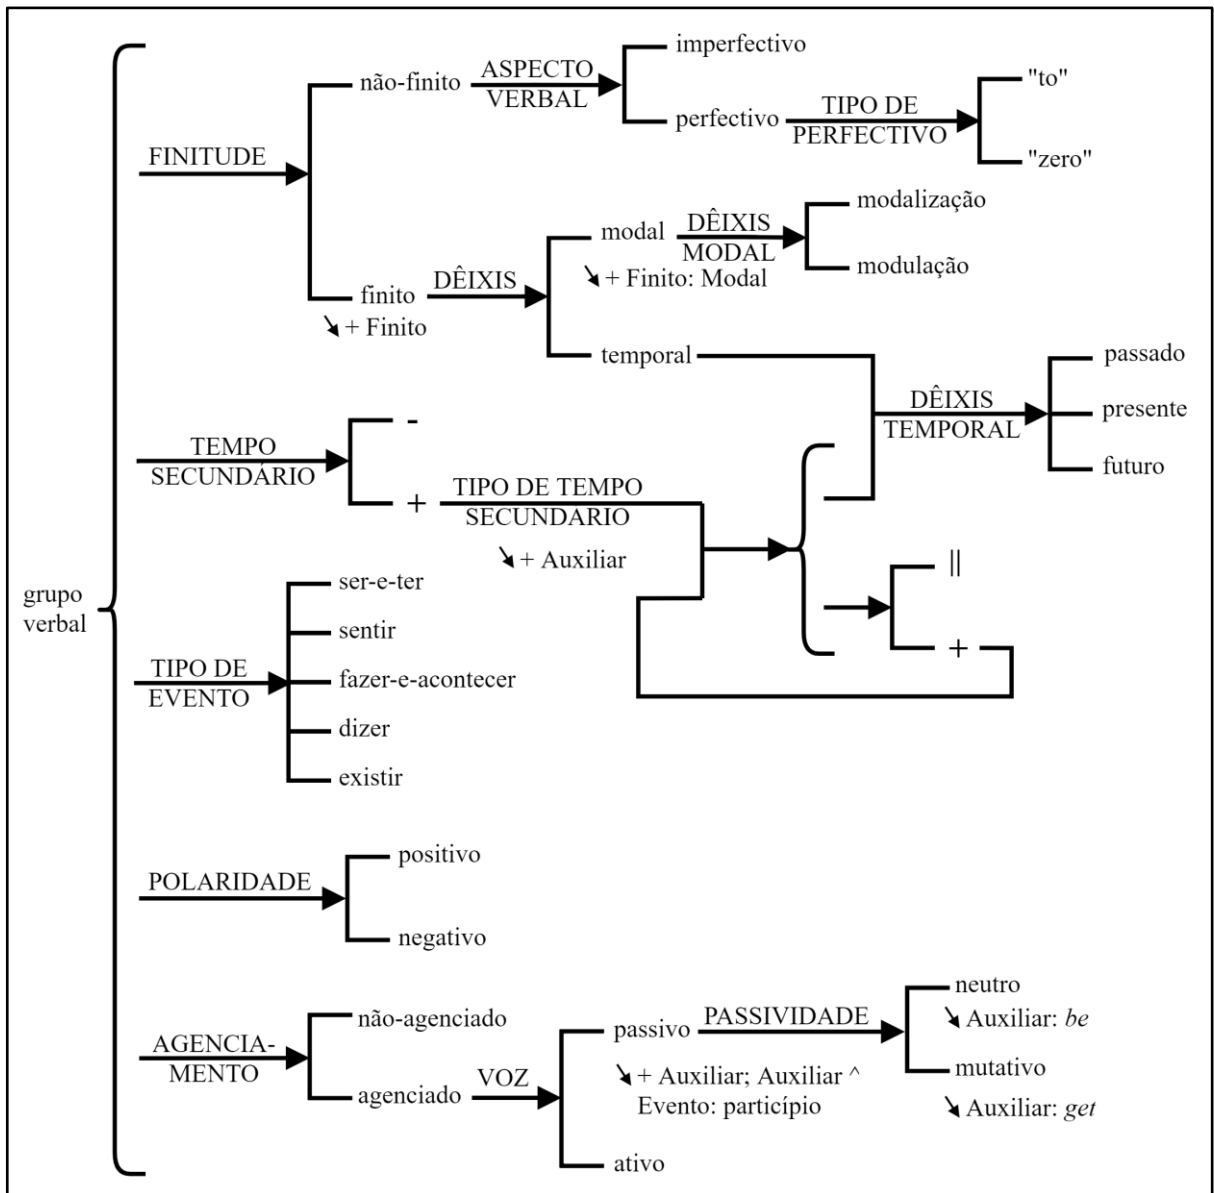 imperfectivo
não-finito
ASPECTO
VERBAL
perfectivo
TIPO DE
PERFECTIVO
"to"
"zero"
FINITUDE
modalização
modal
DÊIXIS
MODAL
↘ + Finito: Modal
modulação
finito
↘ + Finito
DÊIXIS
temporal
passado
DÊIXIS
TEMPORAL
presente
futuro
-
TEMPO
SECUNDÁRIO
+
TIPO DE TEMPO
SECUNDARIO
↘ + Auxiliar
||
+
grupo
verbal
ser-e-ter
sentir
TIPO DE
EVENTO
fazer-e-acontecer
dizer
existir
positivo
POLARIDADE
negativo
não-agenciado
AGENCIA-
MENTO
agenciado
VOZ
passivo
↘ + Auxiliar; Auxiliar ^
Evento: particípio
ativo
PASSIVIDADE
neutro
↘ Auxiliar: be
mutativo
↘ Auxiliar: get